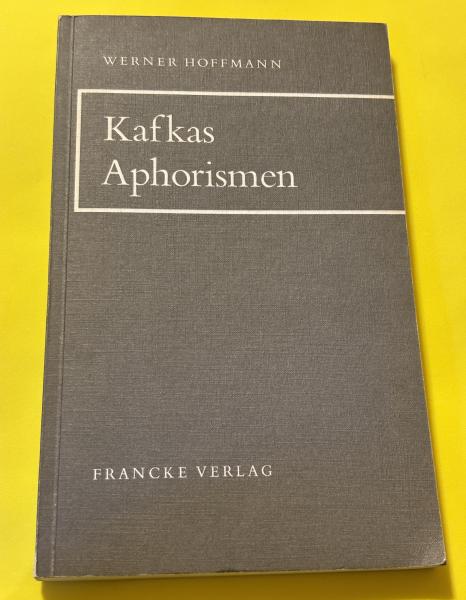 WERNER HOFFMANN
Kafkas
Aphorismen
FRANCKE VERLAG